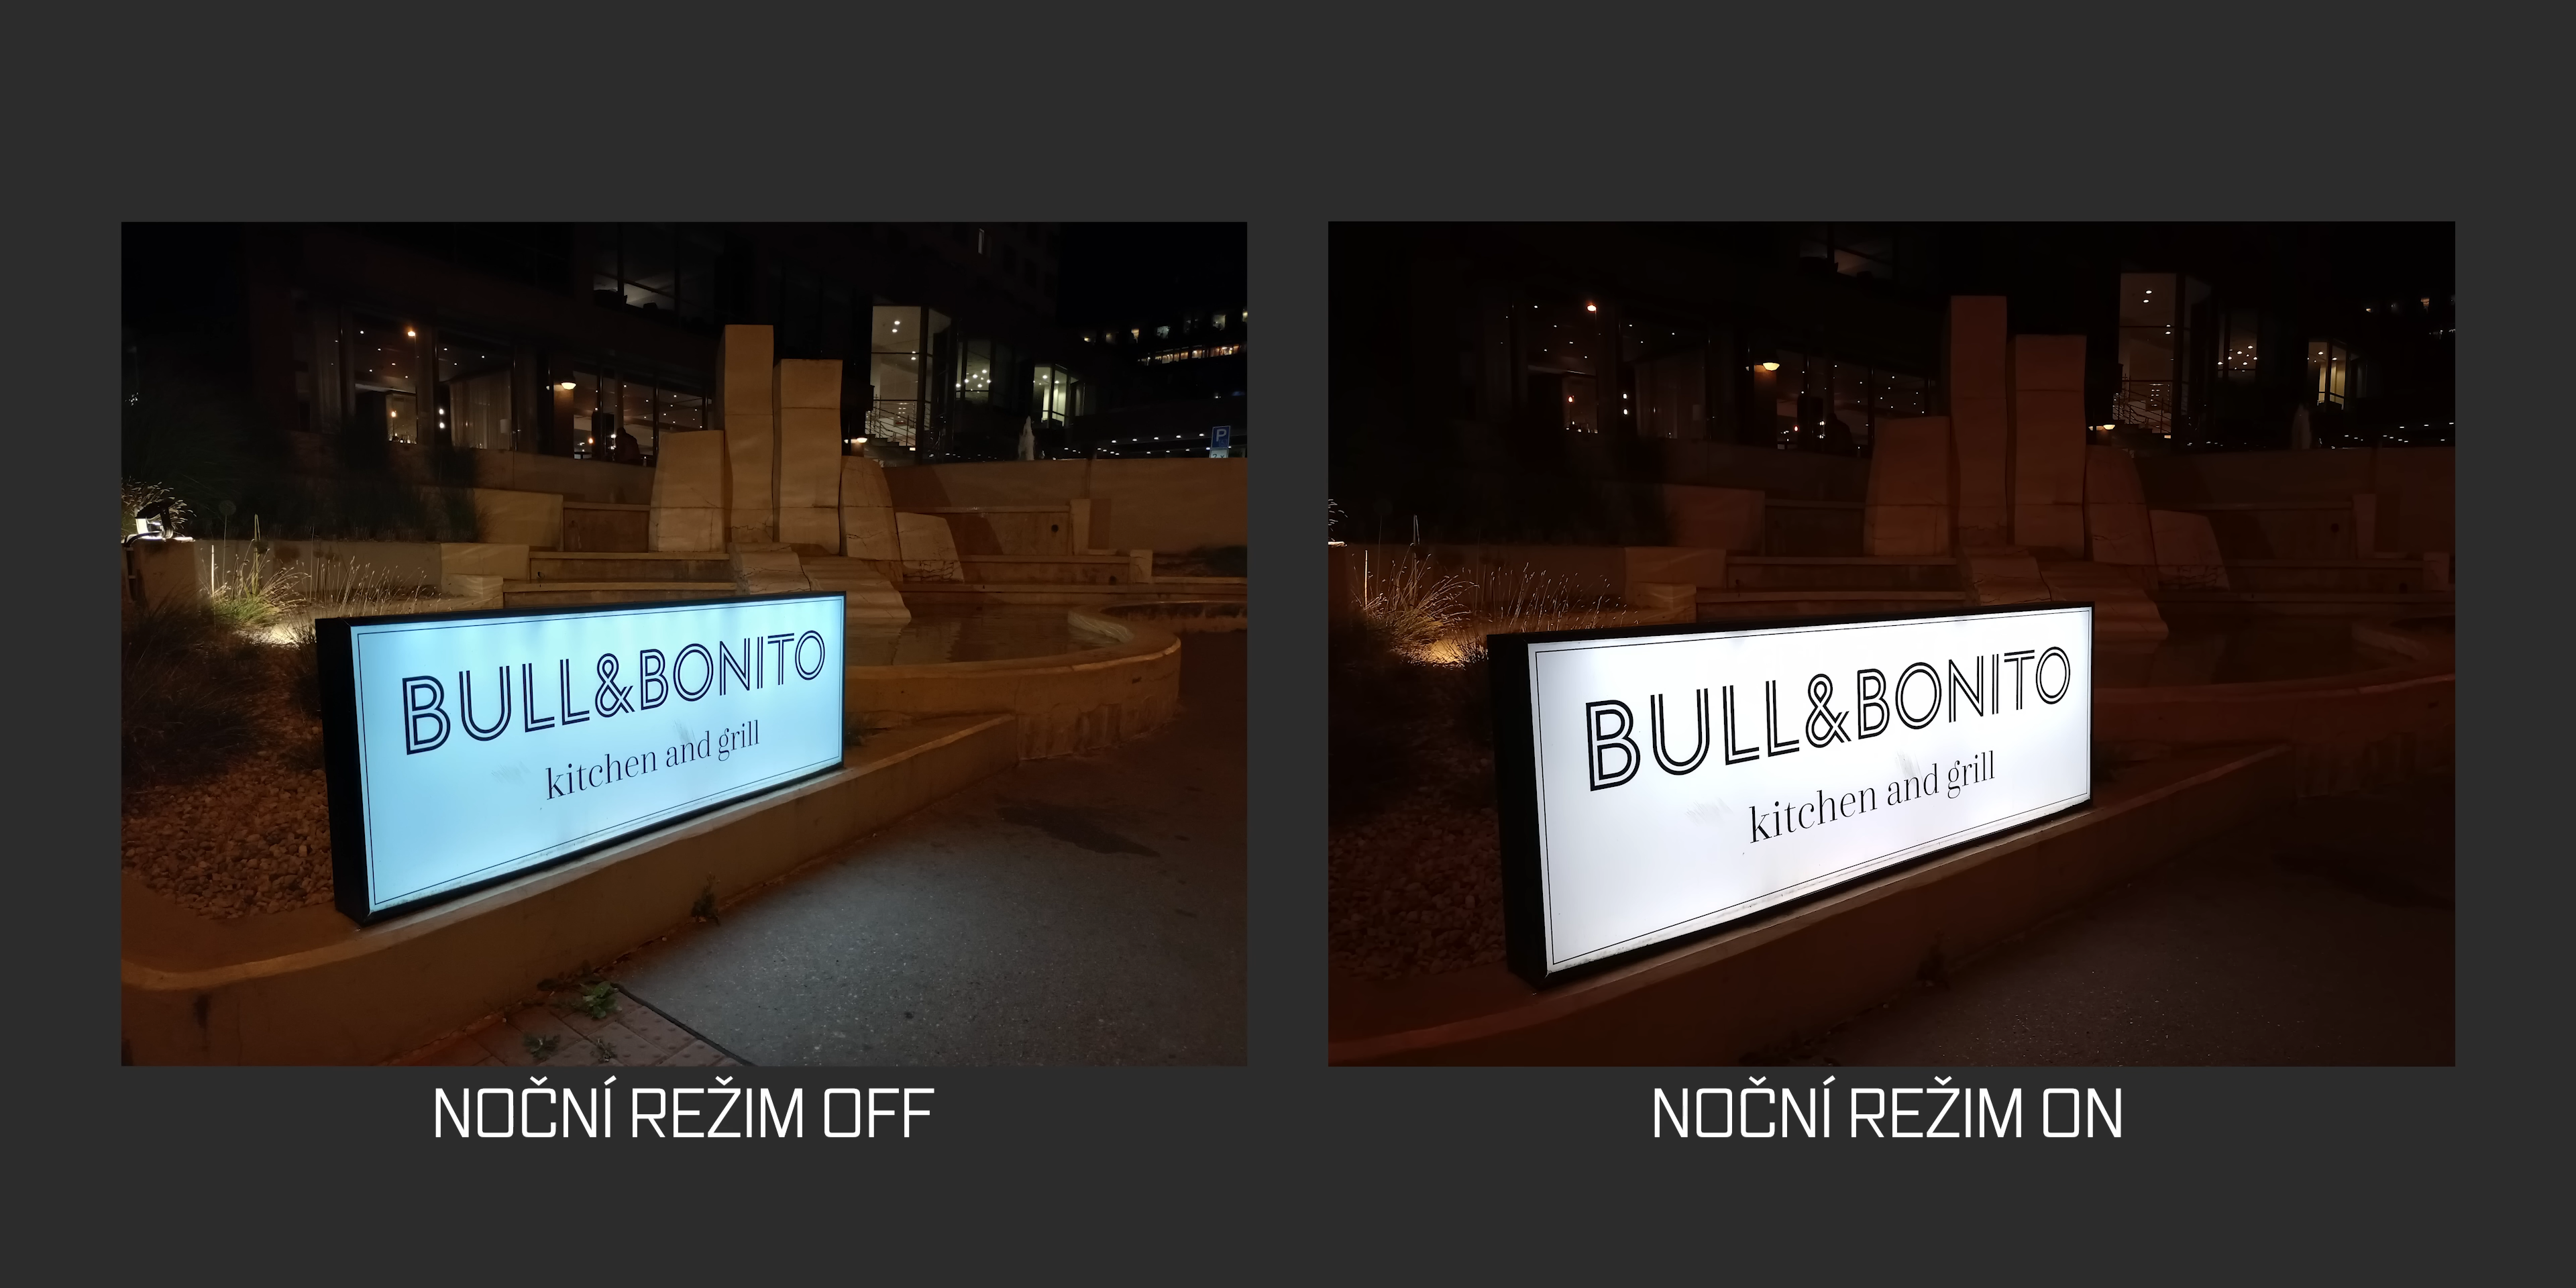 BULL&BONITO
kitchen and grill
P
NOČNÍ REŽIM OFF
BULL&BONITO
kitchen and grill
NOČNÍ REŽIM ON